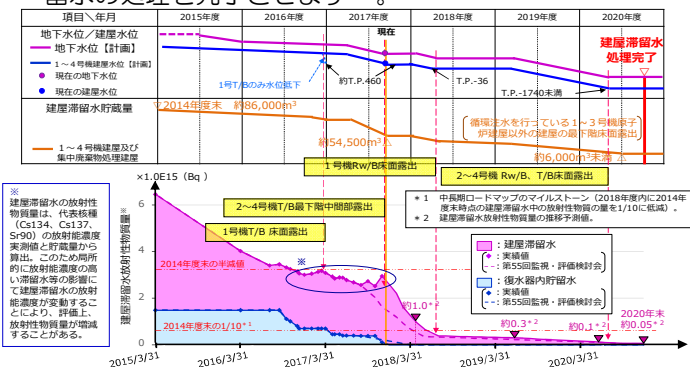 留水の処理を完了させます。
項目＼年月
2015年度
2016年度
2017年度
2018年度
2019年度
2020年度
現在
地下水位／建屋水位
地下水位【計画】
1～4号機建屋水位【計画】
現在の地下水位
現在の建屋水位
1号T/Bのみ水位低下
約T.P.460
T.P.-36
T.P.-1740未満
建屋滞留水
処理完了
建屋滞留水貯蔵量
▽2014年度末 約86,000m³
約54,500m³ △
循環注水を行っている1～3号機原子
炉建屋以外の建屋の最下階床面露出
約6,000m³未満 △
1～4号機建屋及び
集中廃棄物処理建屋
1号機Rw/B床面露出
2～4号機 Rw/B、T/B床面露出
×1.0E15（Bq ）
2～4号機T/B最下階中間部露出
1号機T/B 床面露出
＊1 中長期ロードマップのマイルストーン（2018年度内に2014年
度末時点の建屋滞留水中の放射性物質の量を1/10に低減）。
＊2 建屋滞留水放射性物質量の推移予測値。
※
建屋滞留水の放射性
物質量は、代表核種
（Cs134、Cs137、
Sr90）の放射能濃度
実測値と貯蔵量から
算出。このため局所
的に放射能濃度の高
い滞留水等の影響に
て建屋滞留水の放射
能濃度が変動するこ
とにより、評価上、
放射性物質量が増減
することがある。
建屋滞留水放射性物質量※
6
4
2
0
※
2014年度末の半減値
2014年度末の1/10＊¹
：建屋滞留水
：実績値
：第55回監視・評価検討会
：復水器内貯留水
：実績値
：第55回監視・評価検討会
約1.0＊²
約0.3＊²
約0.1＊²
2020年末
約0.05＊²
2015/3/31
2016/3/31
2017/3/31
2018/3/31
2019/3/31
2020/3/31